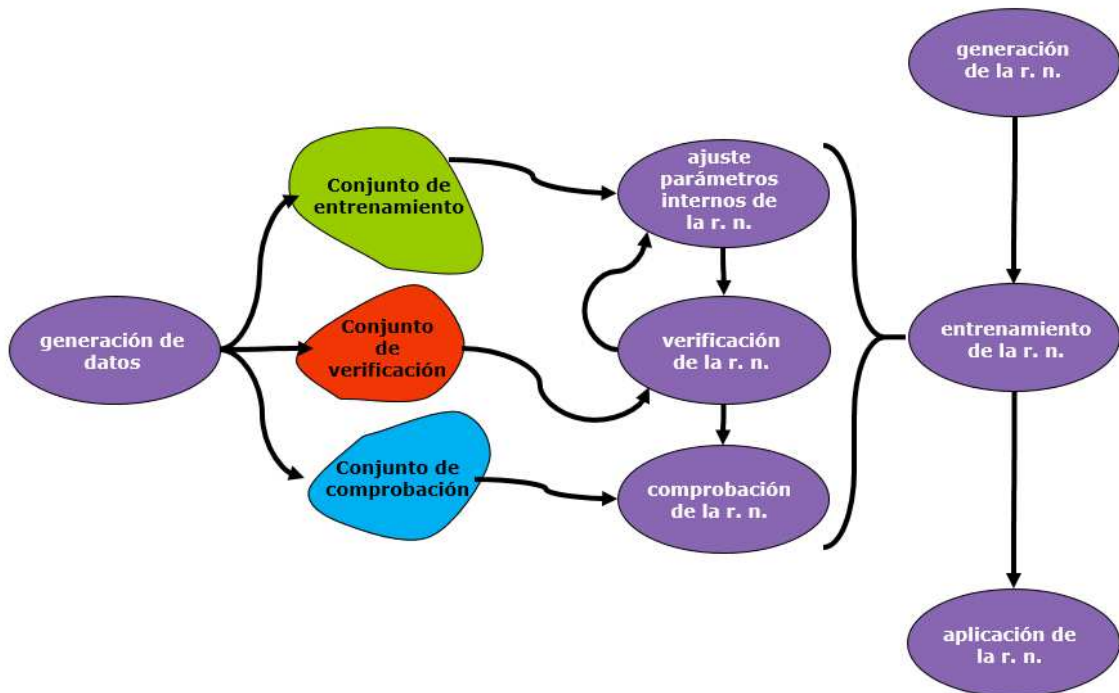 generación de
datos
Conjunto de
entrenamiento
Conjunto
de
verificación
Conjunto de
comprobación
ajuste
parámetros
internos de
la r. n.
verificación
de la r. n.
comprobación
de la r. n.
generación
de la r. n.
entrenamiento
de la r. n.
aplicación de
la r. n.